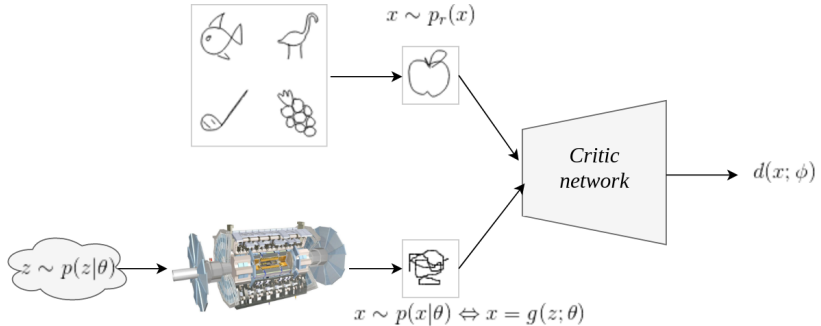 x ∼ p_r(x)
Critic
network
d(x; ϕ)
z ∼ p(z|θ)
x ∼ p(x|θ) ⇔ x = g(z; θ)